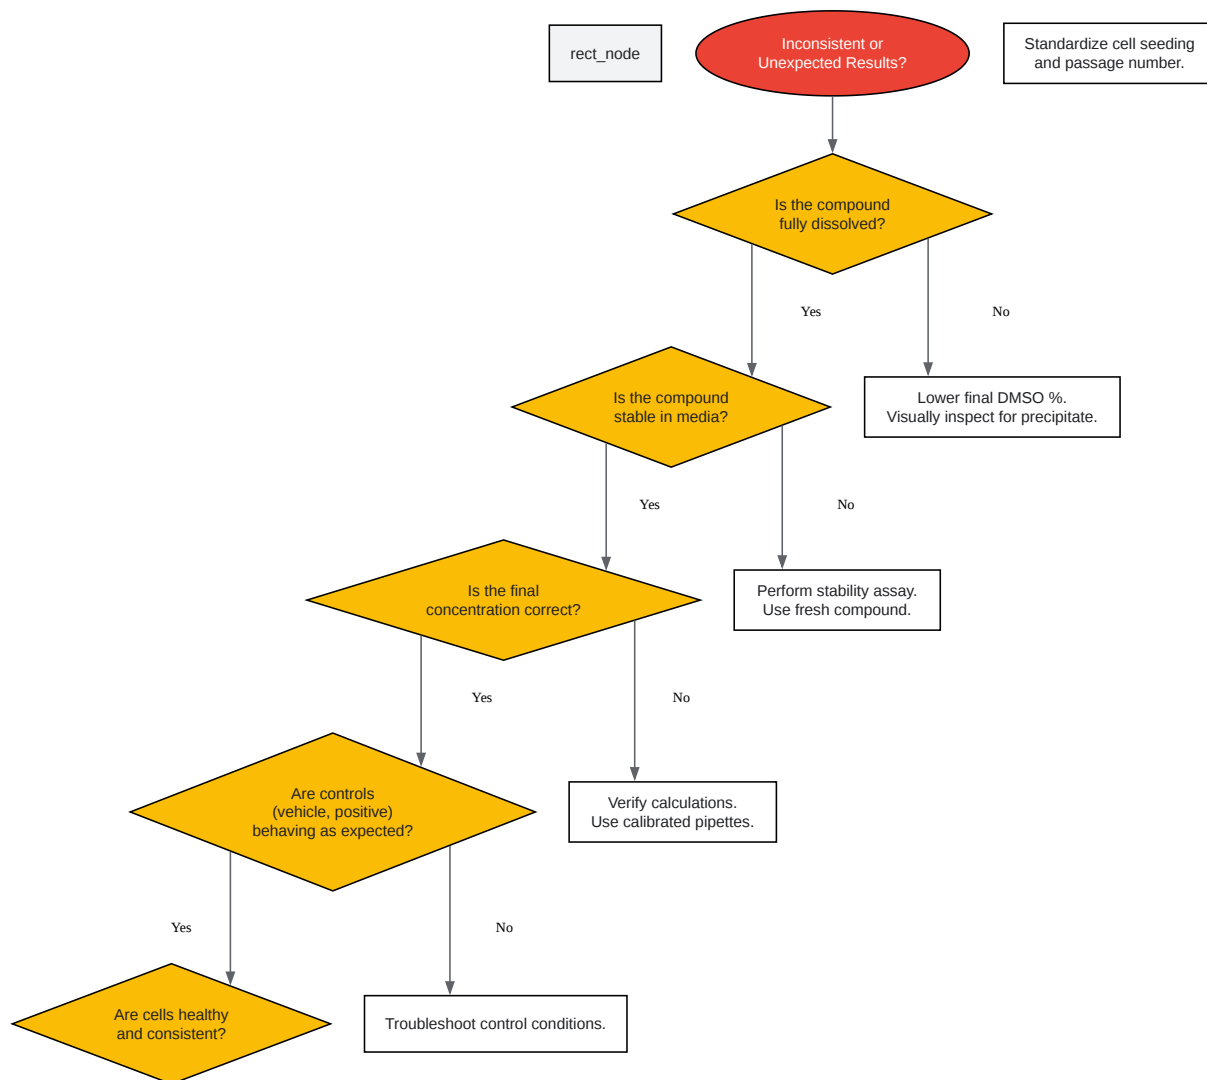 rect_node
Inconsistent or
Unexpected Results?
Standardize cell seeding
and passage number.
Is the compound
fully dissolved?
Yes
No
Is the compound
stable in media?
Lower final DMSO %.
Visually inspect for precipitate.
Yes
No
Is the final
concentration correct?
Perform stability assay.
Use fresh compound.
Yes
No
Are controls
(vehicle, positive)
behaving as expected?
Verify calculations.
Use calibrated pipettes.
Yes
No
Are cells healthy
and consistent?
Troubleshoot control conditions.